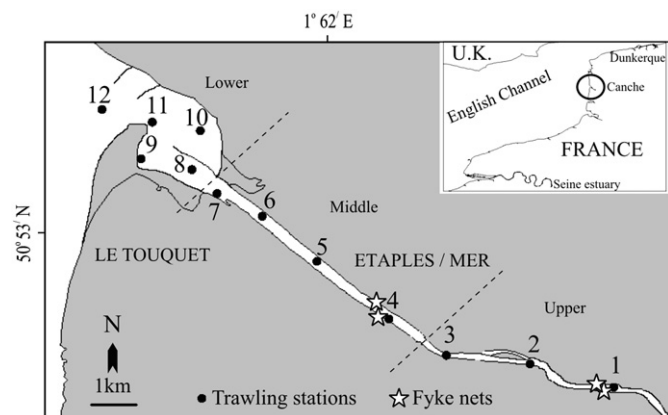 1° 62' E
50° 53' N
U.K.
Dunkerque
English Channel
Canche
FRANCE
Seine estuary
Lower
12
11
10
9
8
7
6
Middle
LE TOUQUET
5
ETAPLES / MER
4
Upper
3
2
1
N
1km
Trawling stations
Fyke nets